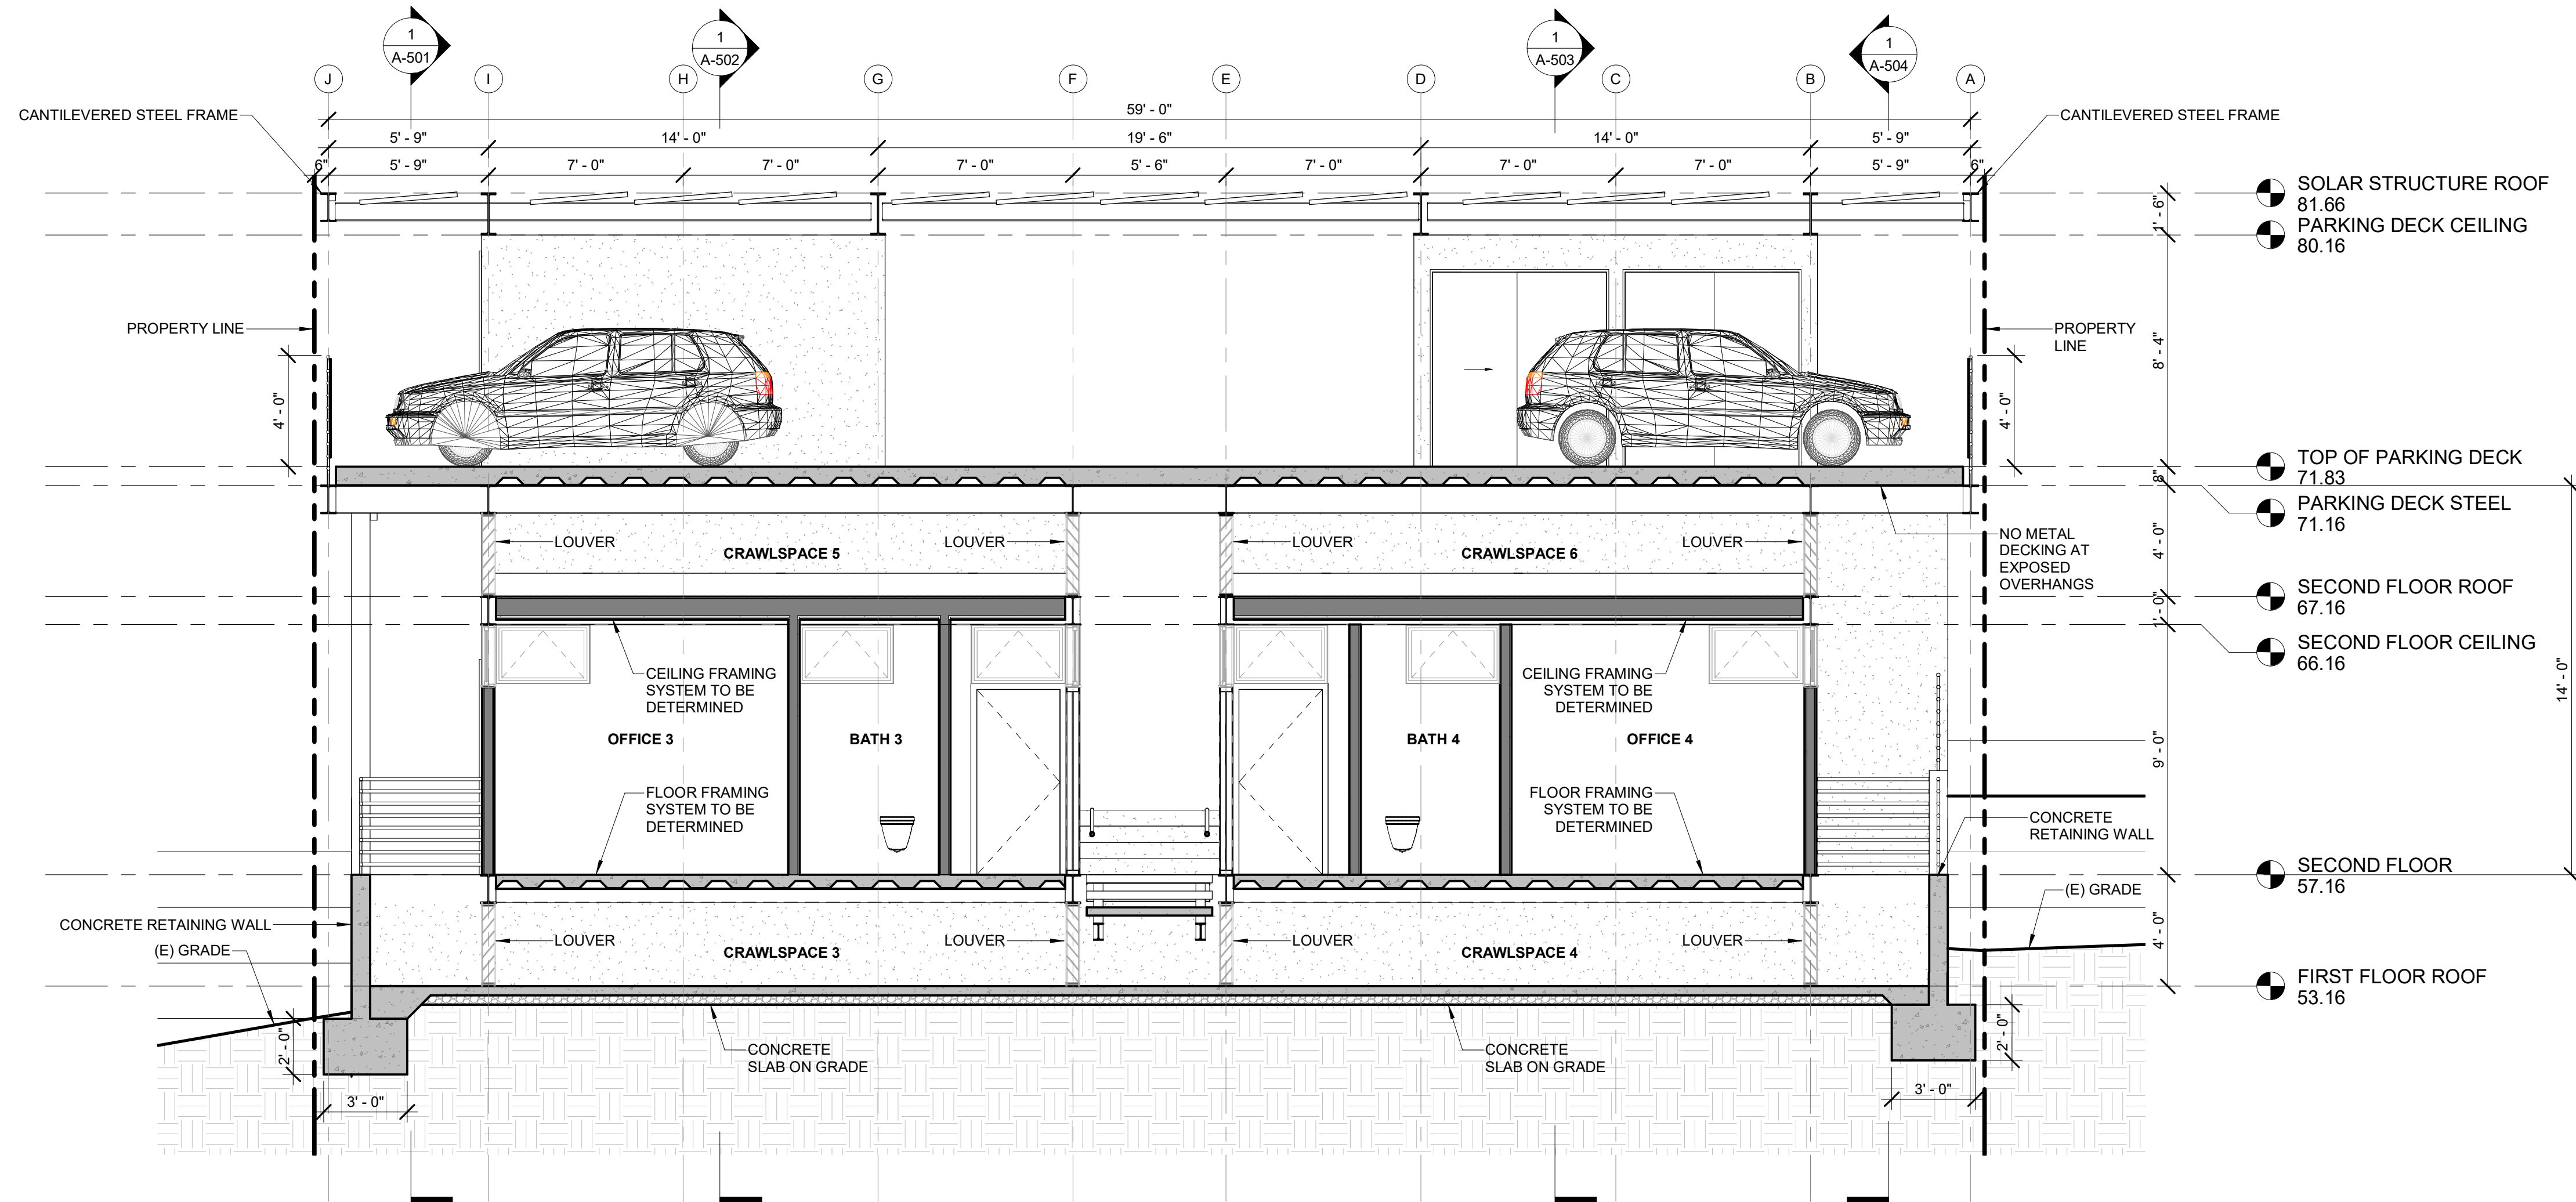 1
A-501
1
A-502
1
A-503
1
A-504
J
I
H
G
F
E
D
C
B
A
CANTILEVERED STEEL FRAME
59' - 0"
CANTILEVERED STEEL FRAME
5' - 9"
14' - 0"
19' - 6"
14' - 0"
5' - 9"
6"
5' - 9"
7' - 0"
7' - 0"
7' - 0"
5' - 6"
7' - 0"
7' - 0"
7' - 0"
5' - 9"
6"
SOLAR STRUCTURE ROOF
81.66
1' - 6"
PARKING DECK CEILING
80.16
PROPERTY LINE
PROPERTY
LINE
8' - 4"
4' - 0"
4' - 0"
TOP OF PARKING DECK
71.83
8"
PARKING DECK STEEL
71.16
LOUVER
CRAWLSPACE 5
LOUVER
LOUVER
CRAWLSPACE 6
LOUVER
NO METAL
DECKING AT
EXPOSED
OVERHANGS
4' - 0"
SECOND FLOOR ROOF
67.16
1' - 0"
SECOND FLOOR CEILING
66.16
CEILING FRAMING
SYSTEM TO BE
DETERMINED
CEILING FRAMING
SYSTEM TO BE
DETERMINED
14' - 0"
OFFICE 3
BATH 3
BATH 4
OFFICE 4
9' - 0"
FLOOR FRAMING
SYSTEM TO BE
DETERMINED
FLOOR FRAMING
SYSTEM TO BE
DETERMINED
CONCRETE
RETAINING WALL
SECOND FLOOR
57.16
(E) GRADE
CONCRETE RETAINING WALL
(E) GRADE
LOUVER
CRAWLSPACE 3
LOUVER
LOUVER
CRAWLSPACE 4
LOUVER
4' - 0"
FIRST FLOOR ROOF
53.16
2' - 0"
CONCRETE
SLAB ON GRADE
CONCRETE
SLAB ON GRADE
2' - 0"
3' - 0"
3' - 0"